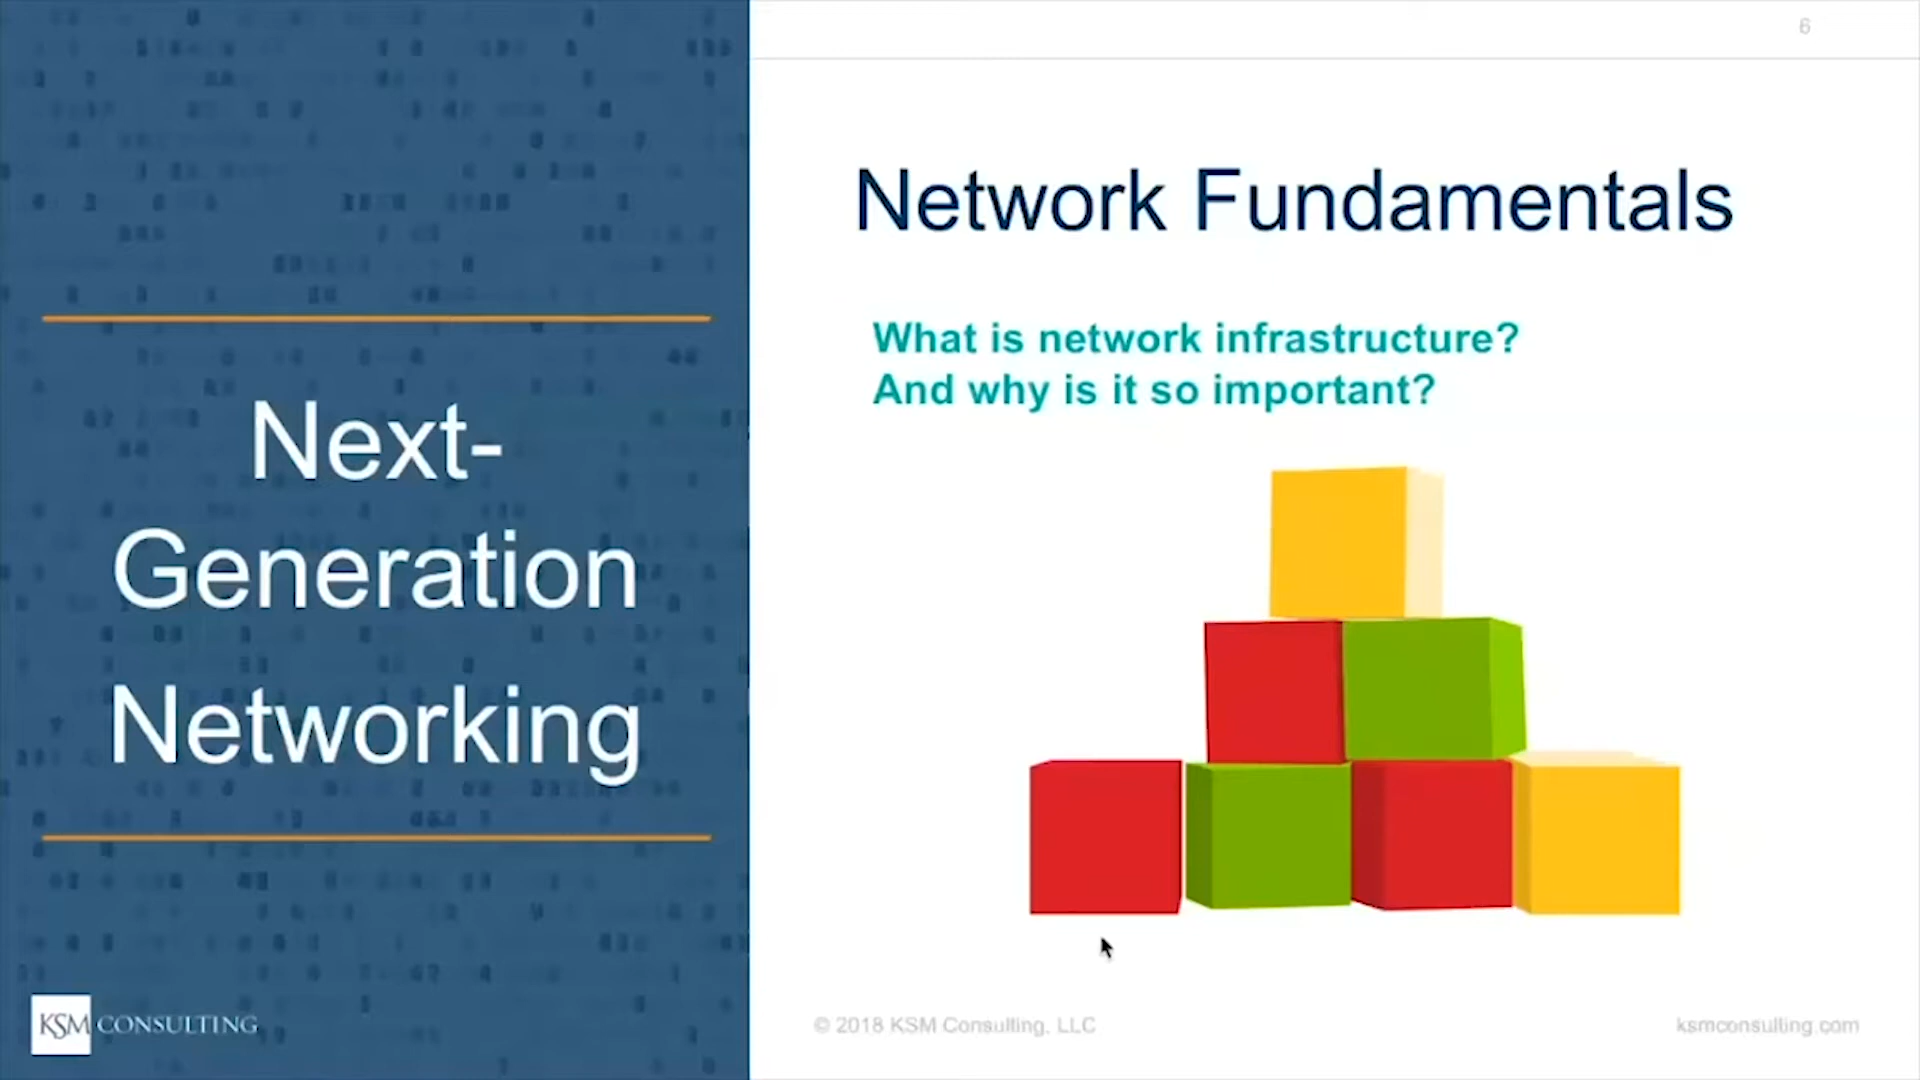 6
Next-
Generation
Networking
Network Fundamentals
What is network infrastructure?
And why is it so important?
KSM CONSULTING
© 2018 KSM Consulting, LLC
ksmconsulting.com